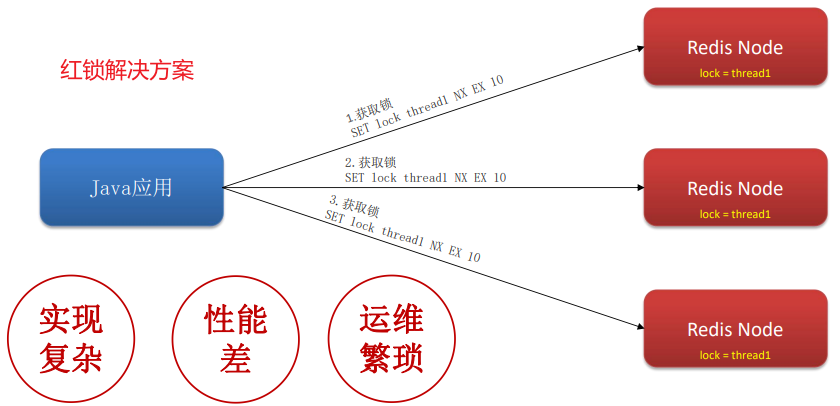 红锁解决方案
Redis Node
lock = thread1
1.获取锁
SET lock thread1 NX EX 10
Java应用
2.获取锁
SET lock thread1 NX EX 10
Redis Node
lock = thread1
3.获取锁
SET lock thread1 NX EX 10
Redis Node
lock = thread1
实现
复杂
性能
差
运维
繁琐